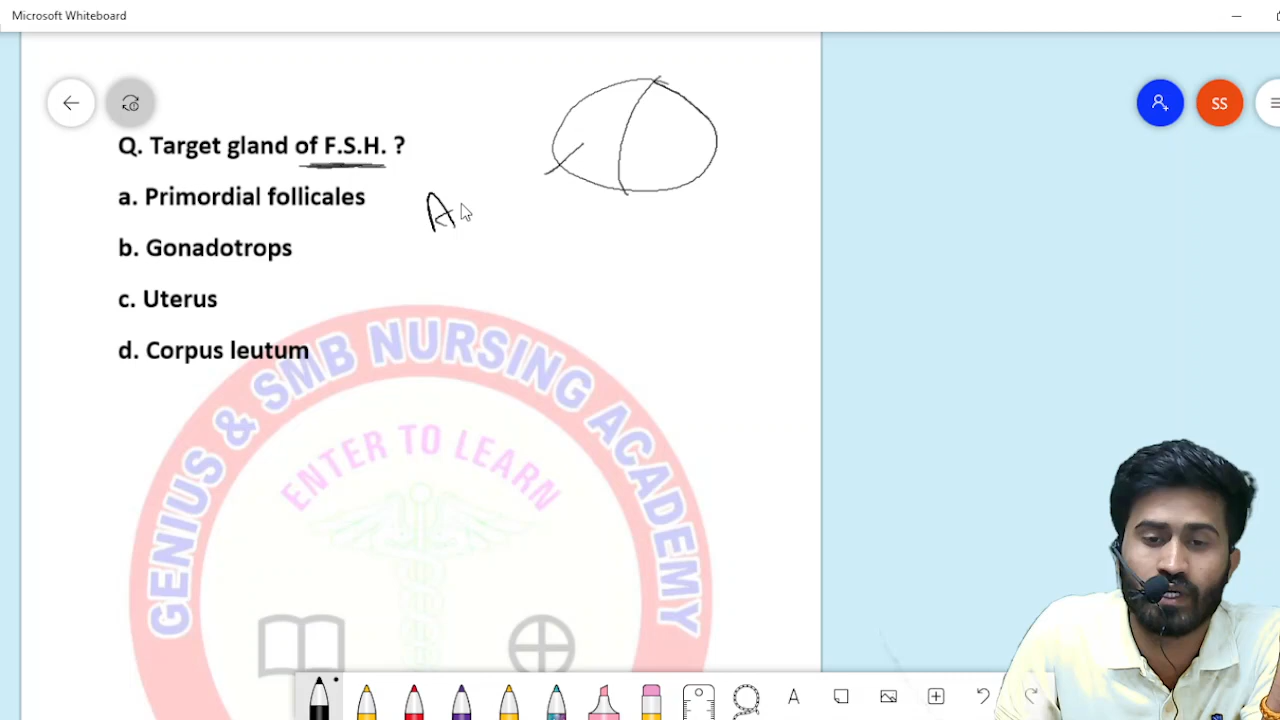 Microsoft Whiteboard
SS
Q. Target gland of F.S.H. ?
a. Primordial follicales
A
b. Gonadotrops
c. Uterus
d. Corpus leutum
GENIUS & SMB NURSING ACADEMY
ENTER TO LEARN
A